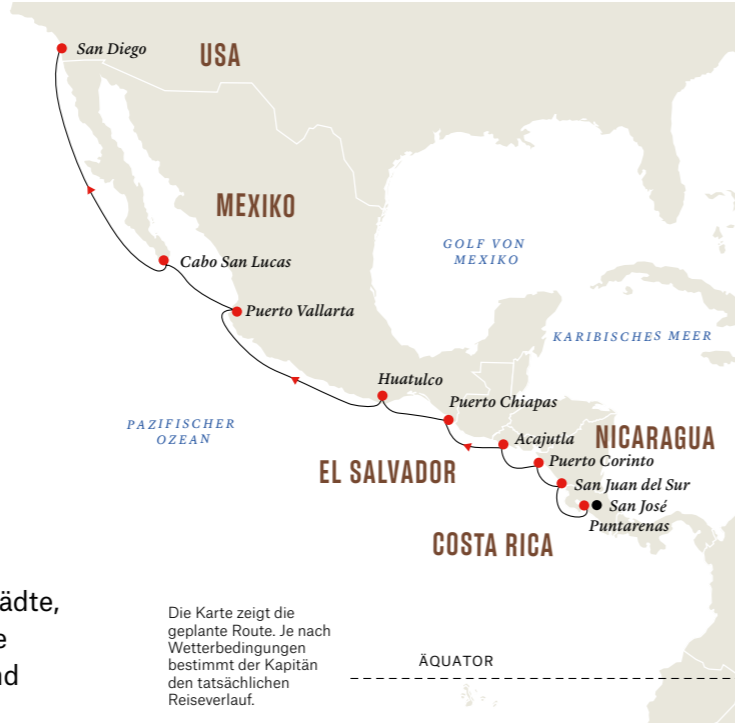 San Diego
USA
MEXIKO
GOLF VON
MEXIKO
Cabo San Lucas
Puerto Vallarta
KARIBISCHES MEER
Huatulco
Puerto Chiapas
PAZIFISCHER
OZEAN
Acajutla
NICARAGUA
Puerto Corinto
EL SALVADOR
San Juan del Sur
San José
Puntarenas
COSTA RICA
ädte,
e
nd
Die Karte zeigt die
geplante Route. Je nach
Wetterbedingungen
bestimmt der Kapitän
den tatsächlichen
Reiseverlauf.
ÄQUATOR